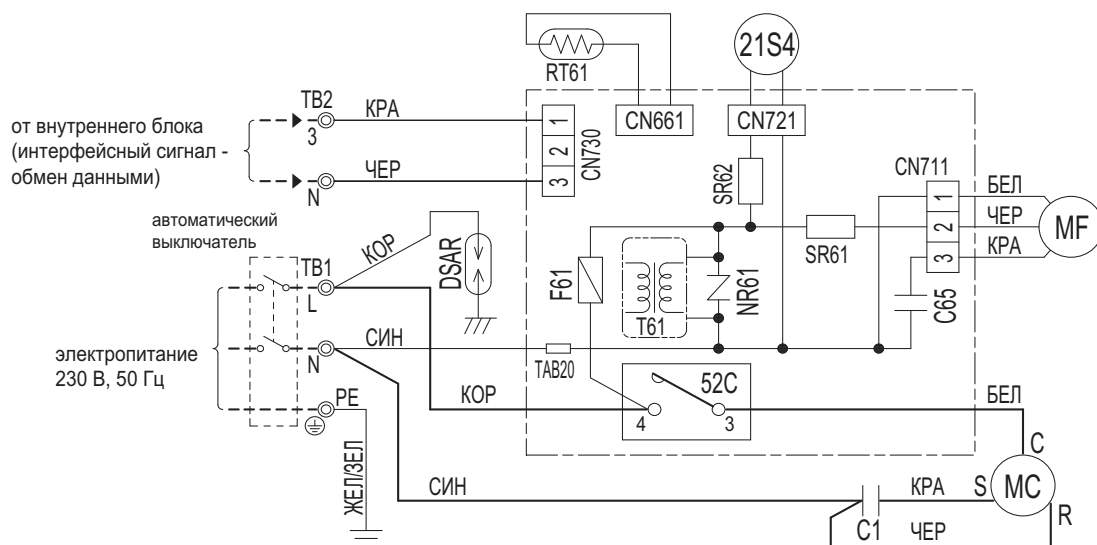 21S4
RT61
TB2
КРА
3
от внутреннего блока
(интерфейсный сигнал -
обмен данными)
ЧЕР
N
1
2
3
CN730
CN661
CN721
SR62
CN711
1
2
3
БЕЛ
ЧЕР
КРА
MF
автоматический
выключатель
КОР
DSAR
TB1
L
F61
T61
NR61
SR61
C65
СИН
N
TAB20
электропитание
230 В, 50 Гц
PE
КОР
52C
4
3
БЕЛ
ЖЕЛ/ЗЕЛ
СИН
C1
КРА
ЧЕР
C
S
MC
R